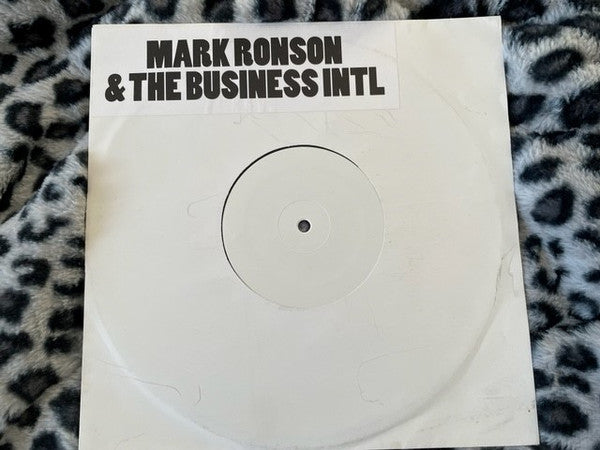 MARK RONSON
& THE BUSINESS INTL